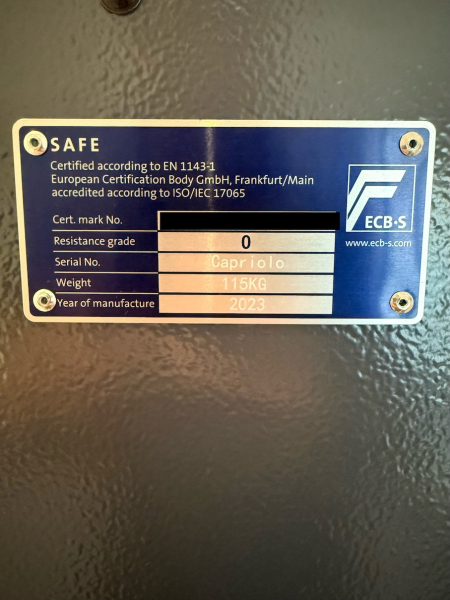 SAFE
Certified according to EN 1143-1
European Certification Body GmbH, Frankfurt/Main
accredited according to ISO/IEC 17065
Cert. mark No.
Resistance grade 0
Serial No. Capriolo
Weight 115KG
Year of manufacture 2023
ECB·S
www.ecb-s.com